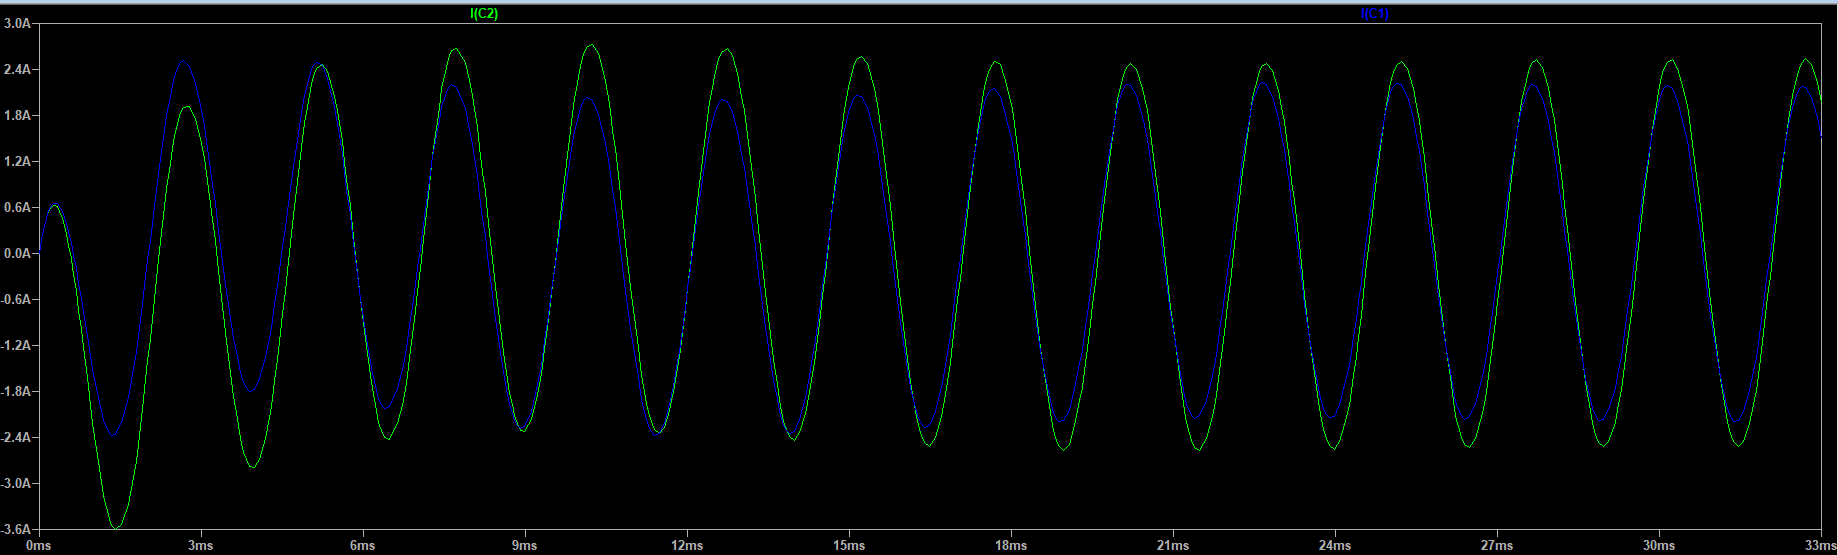 I(C2) I(C1)
3.0A
2.4A
1.8A
1.2A
0.6A
0.0A
-0.6A
-1.2A
-1.8A
-2.4A
-3.0A
-3.6A
0ms 3ms 6ms 9ms 12ms 15ms 18ms 21ms 24ms 27ms 30ms 33ms